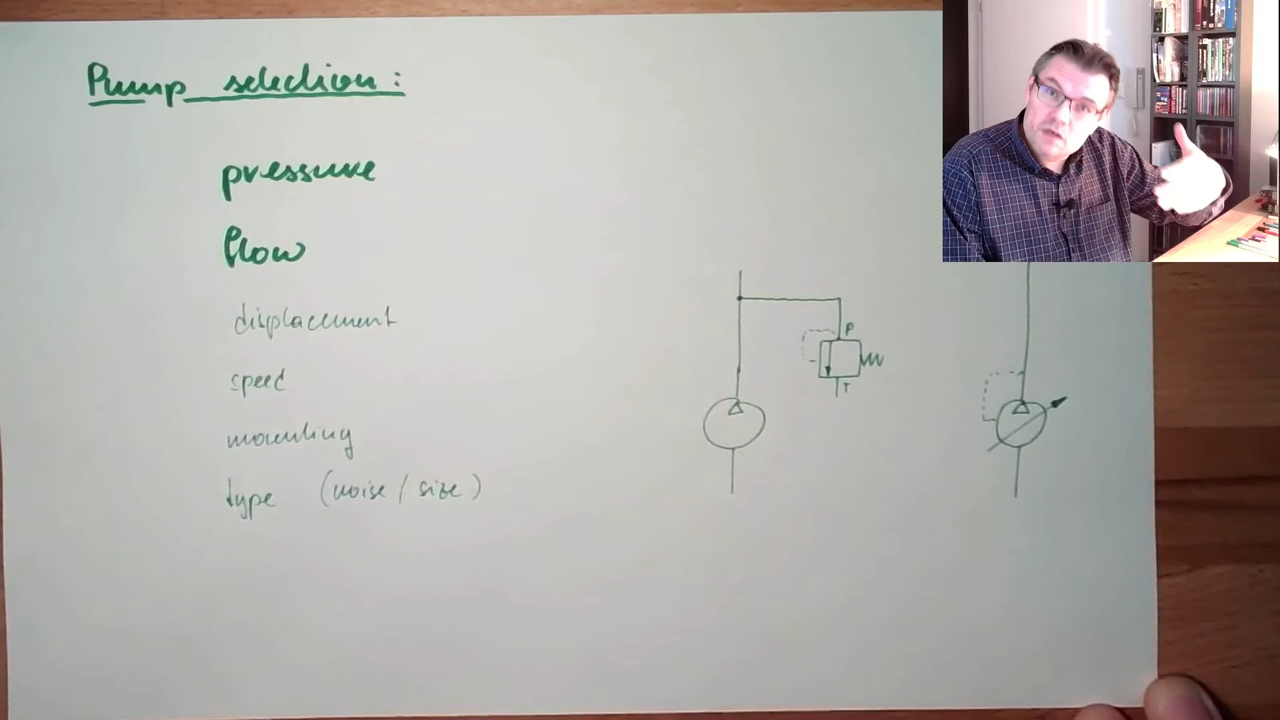 Pump selection:
pressure
flow
displacement
speed
mounting
type (noise / size)
P
T